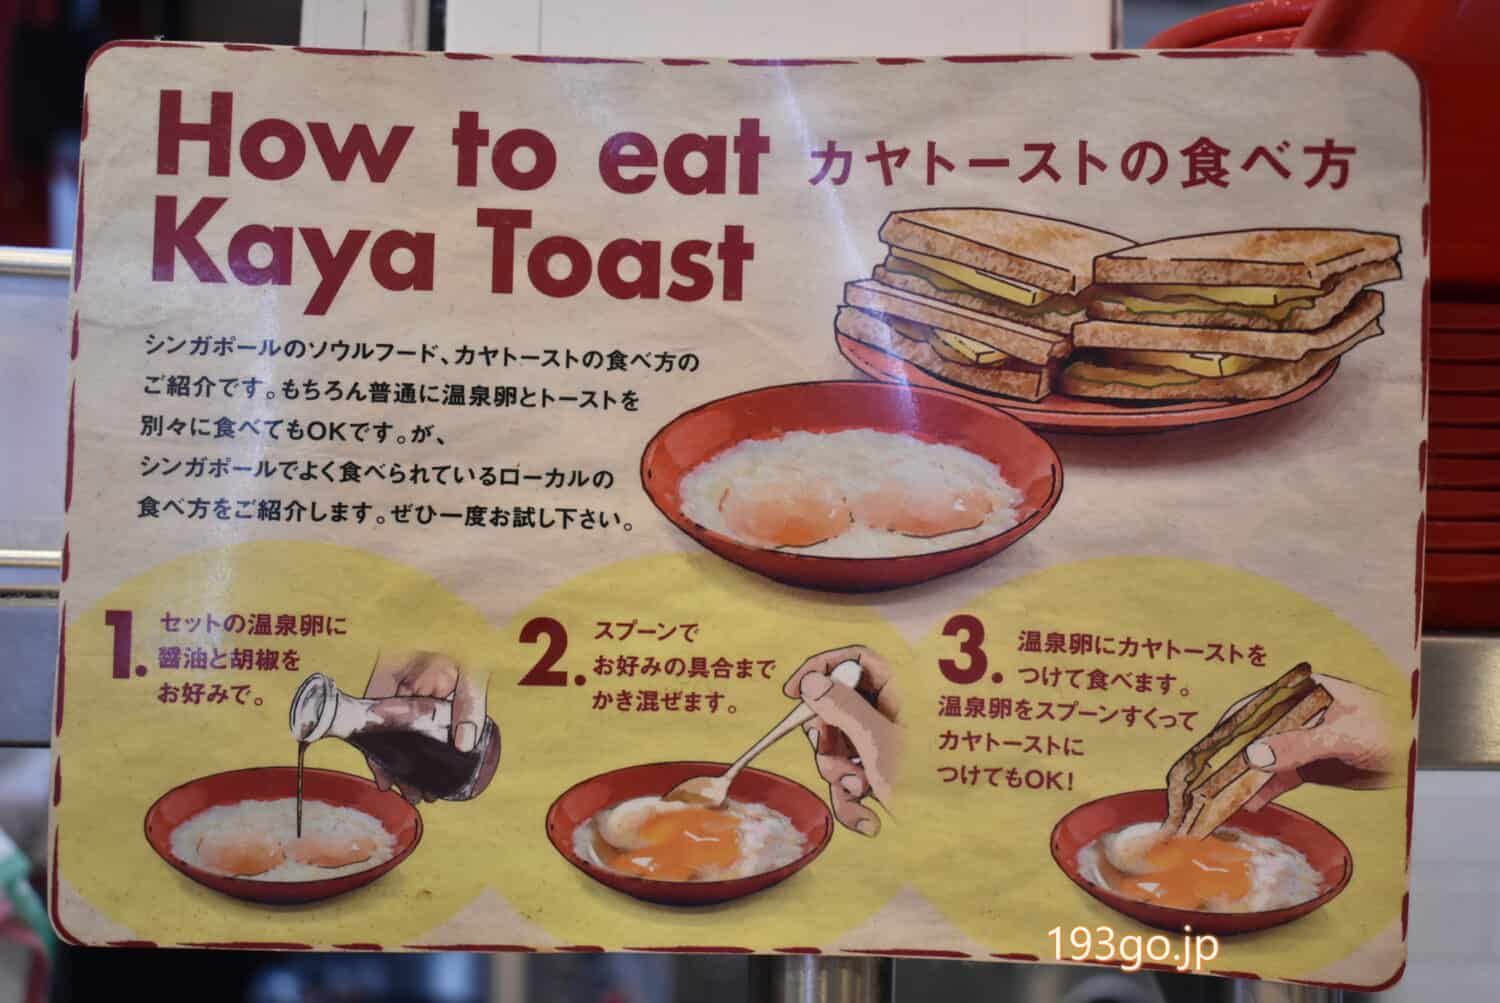 How to eat
Kaya Toast
カヤトーストの食べ方
シンガポールのソウルフード、カヤトーストの食べ方の
ご紹介です。もちろん普通に温泉卵とトーストを
別々に食べてもOKです。が、
シンガポールでよく食べられているローカルの
食べ方をご紹介します。ぜひ一度お試し下さい。
1.
セットの温泉卵に
醤油と胡椒を
お好みで。
2.
スプーンで
お好みの具合まで
かき混ぜます。
3.
温泉卵にカヤトーストを
つけて食べます。
温泉卵をスプーンすくって
カヤトーストに
つけてもOK!
193go.jp